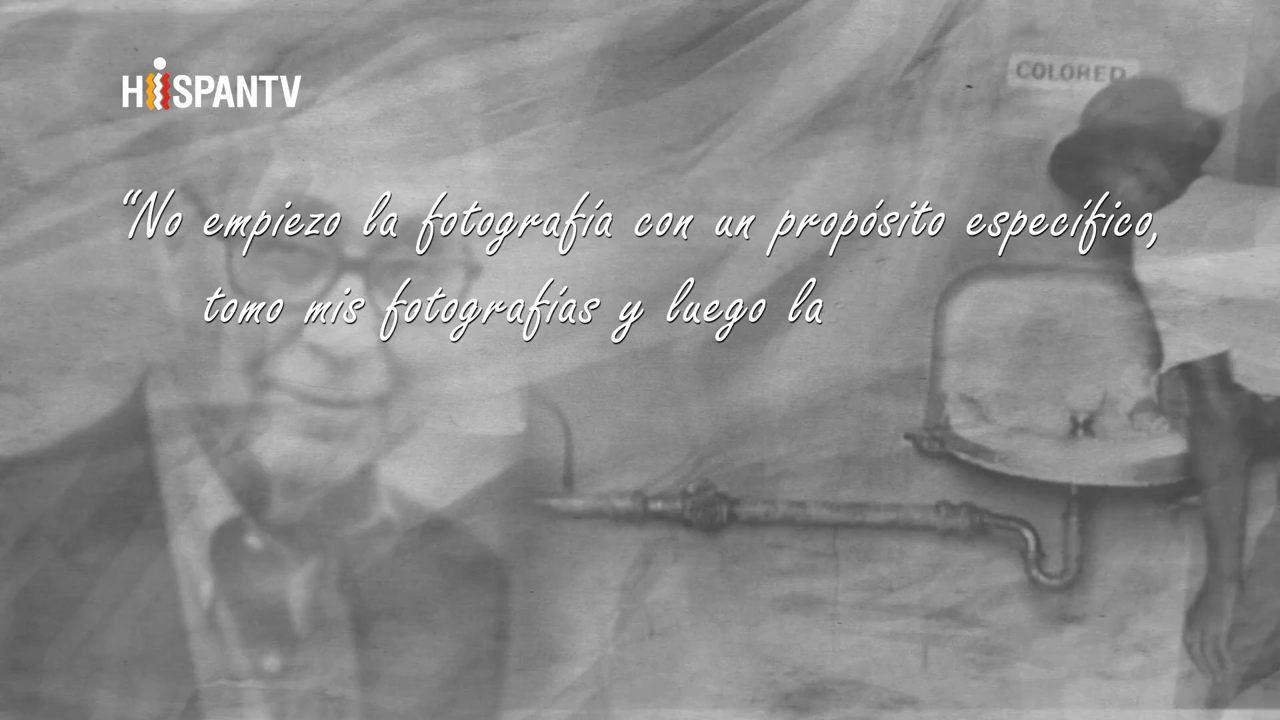 HISPANTV
COLORED
“No empiezo la fotografía con un propósito específico,
tomo mis fotografías y luego la